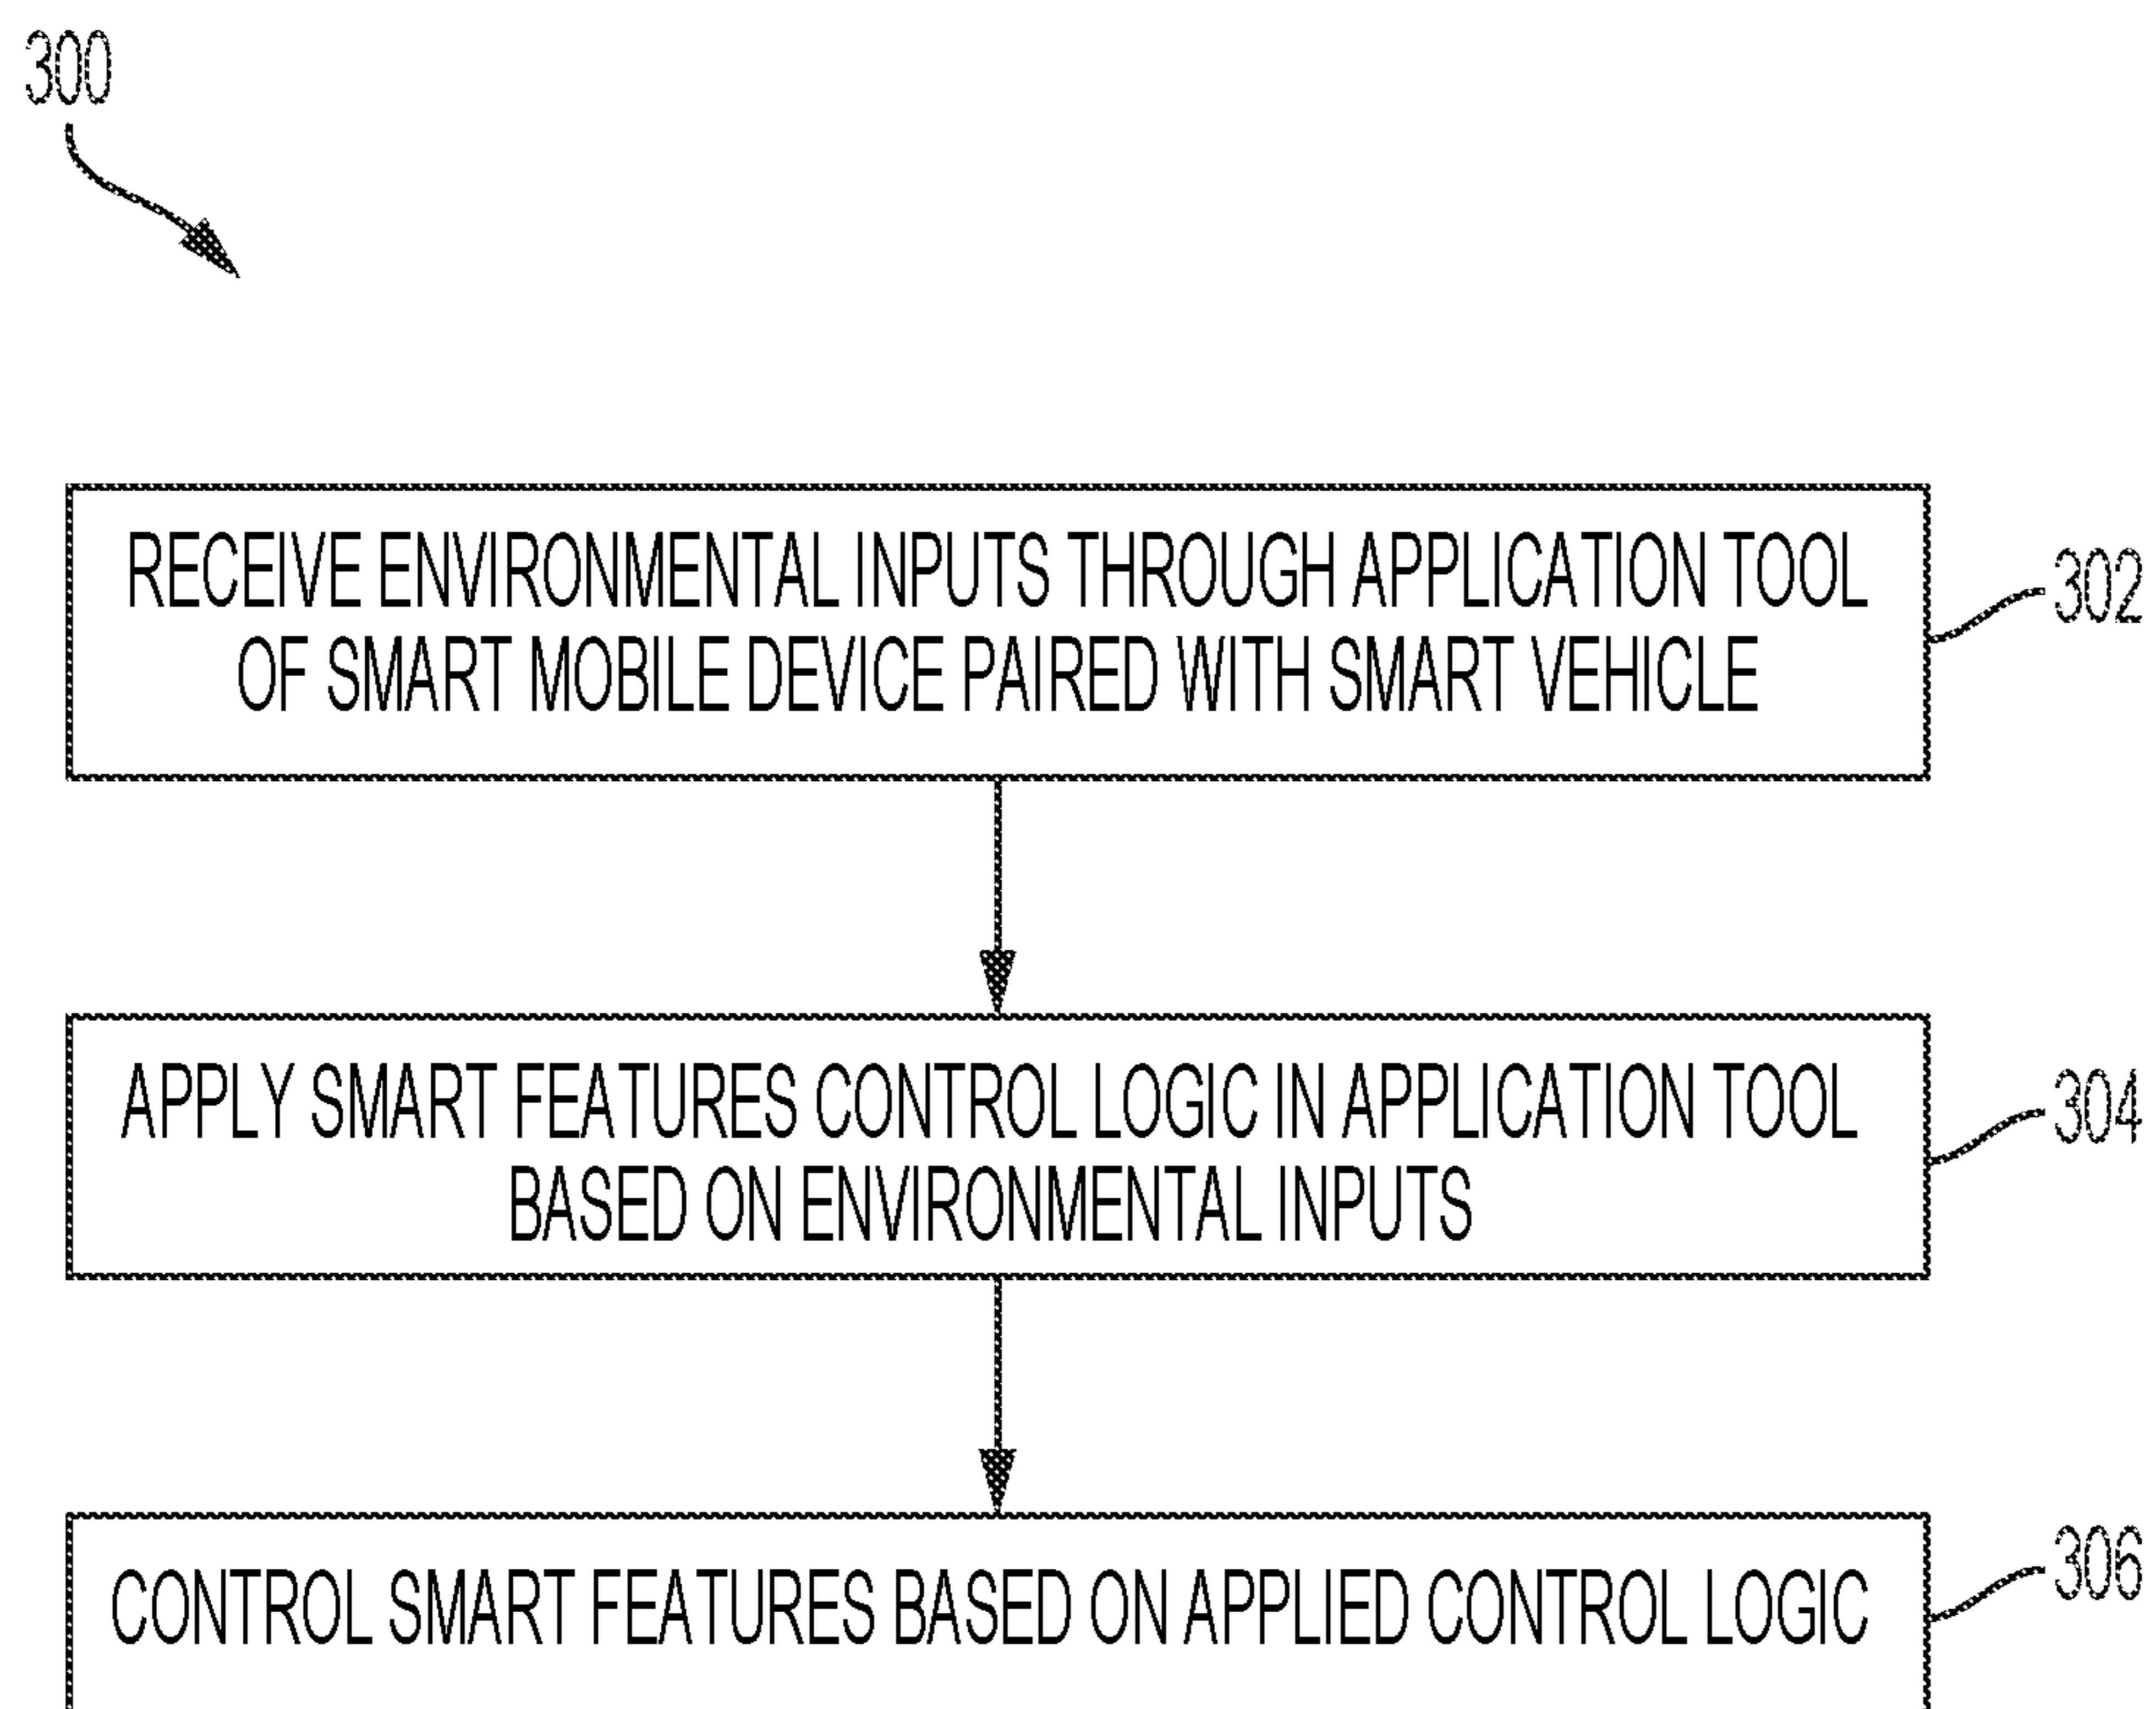 300
RECEIVE ENVIRONMENTAL INPUTS THROUGH APPLICATION TOOL
OF SMART MOBILE DEVICE PAIRED WITH SMART VEHICLE
302
APPLY SMART FEATURES CONTROL LOGIC IN APPLICATION TOOL
BASED ON ENVIRONMENTAL INPUTS
304
CONTROL SMART FEATURES BASED ON APPLIED CONTROL LOGIC
306